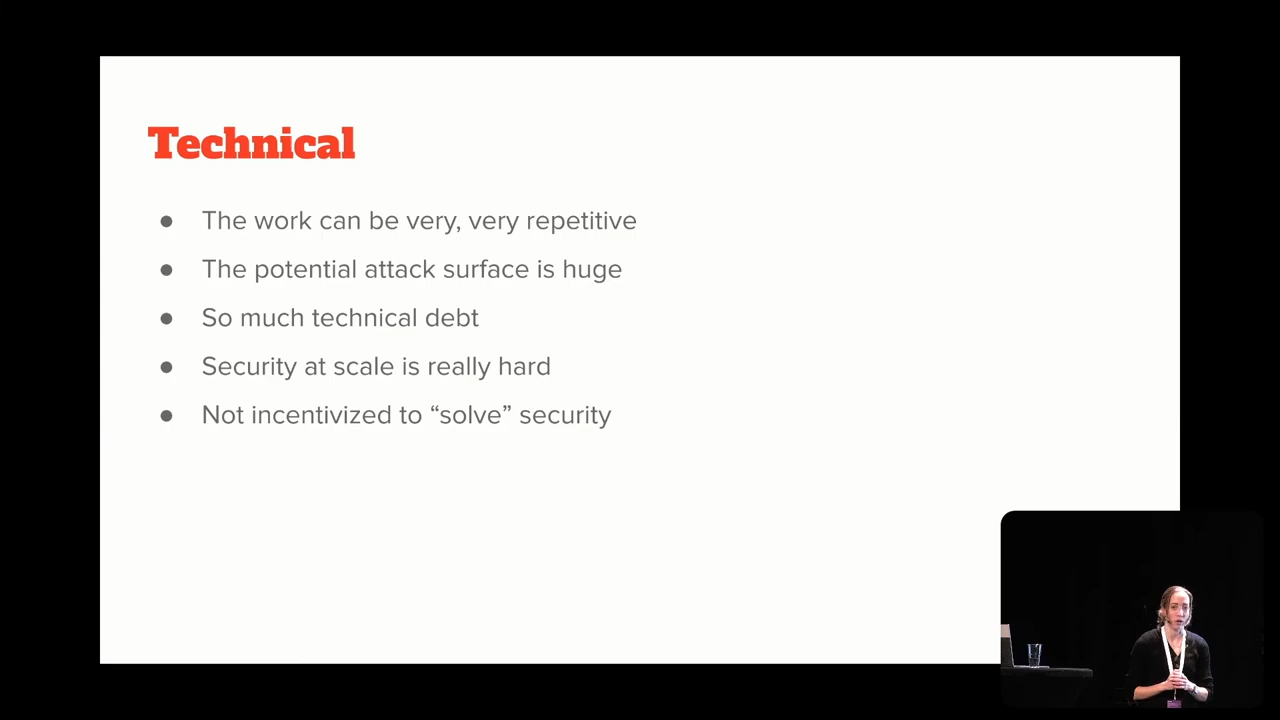 Technical
● The work can be very, very repetitive
● The potential attack surface is huge
● So much technical debt
● Security at scale is really hard
● Not incentivized to “solve” security